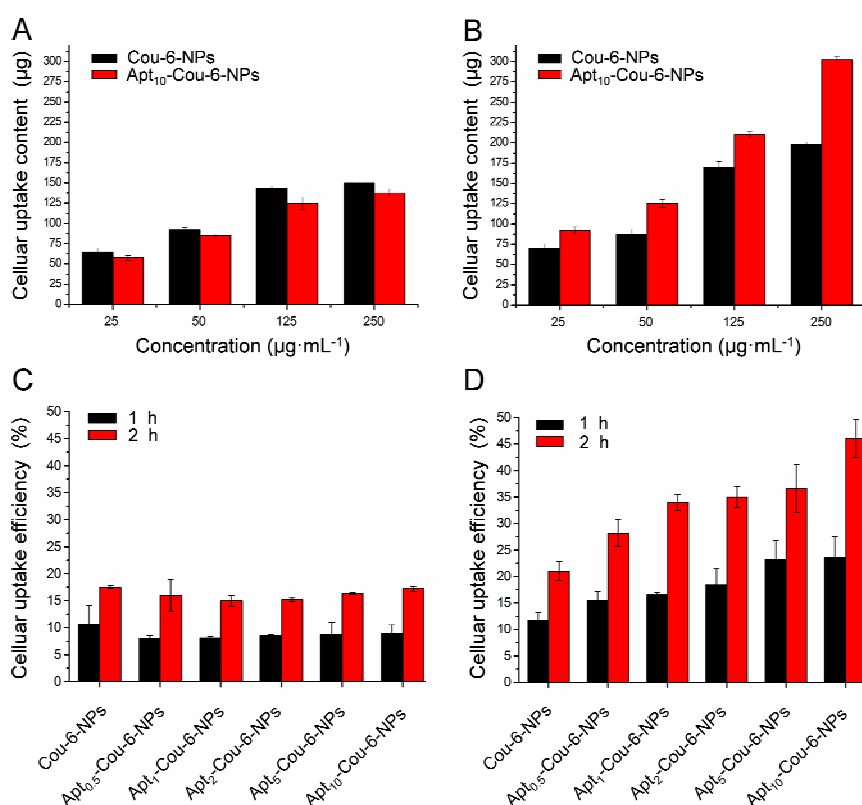 A
Cou-6-NPs
Apt10-Cou-6-NPs
Celluar uptake content (µg)
300
275
250
225
200
175
150
125
100
75
50
25
0
25 50 125 250
Concentration (µg·mL-1)
B
Cou-6-NPs
Apt10-Cou-6-NPs
Celluar uptake content (µg)
300
275
250
225
200
175
150
125
100
75
50
25
0
25 50 125 250
Concentration (µg·mL-1)
C
1 h
2 h
Celluar uptake efficiency (%)
50
45
40
35
30
25
20
15
10
5
0
Cou-6-NPs
Apt0.5-Cou-6-NPs
Apt1-Cou-6-NPs
Apt2-Cou-6-NPs
Apt5-Cou-6-NPs
Apt10-Cou-6-NPs
D
1 h
2 h
Celluar uptake efficiency (%)
50
45
40
35
30
25
20
15
10
5
0
Cou-6-NPs
Apt0.5-Cou-6-NPs
Apt1-Cou-6-NPs
Apt2-Cou-6-NPs
Apt5-Cou-6-NPs
Apt10-Cou-6-NPs